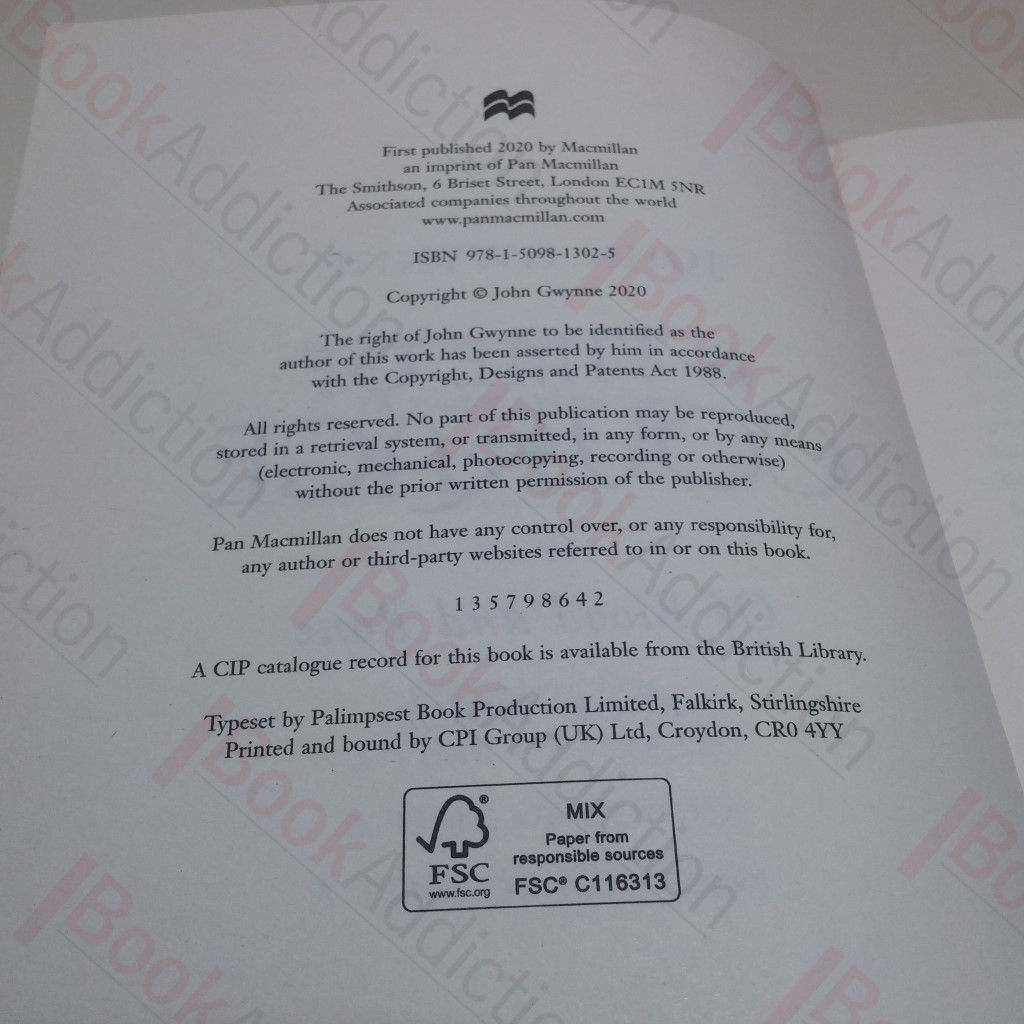 First published 2020 by Macmillan
an imprint of Pan Macmillan
The Smithson, 6 Briset Street, London EC1M 5NR
Associated companies throughout the world
www.panmacmillan.com
ISBN 978-1-5098-1302-5
Copyright © John Gwynne 2020
The right of John Gwynne to be identified as the
author of this work has been asserted by him in accordance
with the Copyright, Designs and Patents Act 1988.
All rights reserved. No part of this publication may be reproduced,
stored in a retrieval system, or transmitted, in any form, or by any means
(electronic, mechanical, photocopying, recording or otherwise)
without the prior written permission of the publisher.
Pan Macmillan does not have any control over, or any responsibility for,
any author or third-party websites referred to in or on this book.
1 3 5 7 9 8 6 4 2
A CIP catalogue record for this book is available from the British Library.
Typeset by Palimpsest Book Production Limited, Falkirk, Stirlingshire
Printed and bound by CPI Group (UK) Ltd, Croydon, CR0 4YY
FSC
www.fsc.org
MIX
Paper from
responsible sources
FSC® C116313
BookAddiction